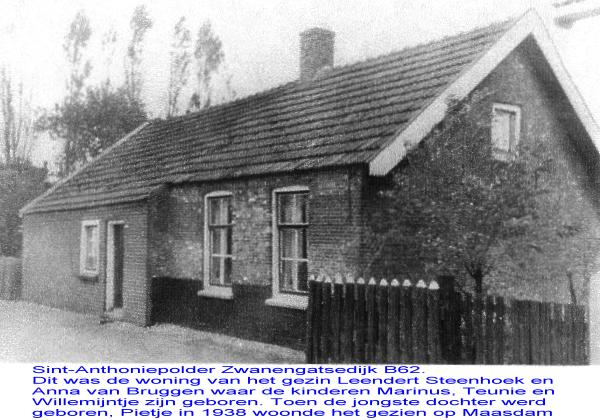 Sint-Anthoniepolder Zwanengatsedijk B62.
Dit was de woning van het gezin Leendert Steenhoek en
Anna van Bruggen waar de kinderen Marinus, Teunie en
Willemijntje zijn geboren. Toen de jongste dochter werd
geboren, Pietje in 1938 woonde het gezien op Maasdam